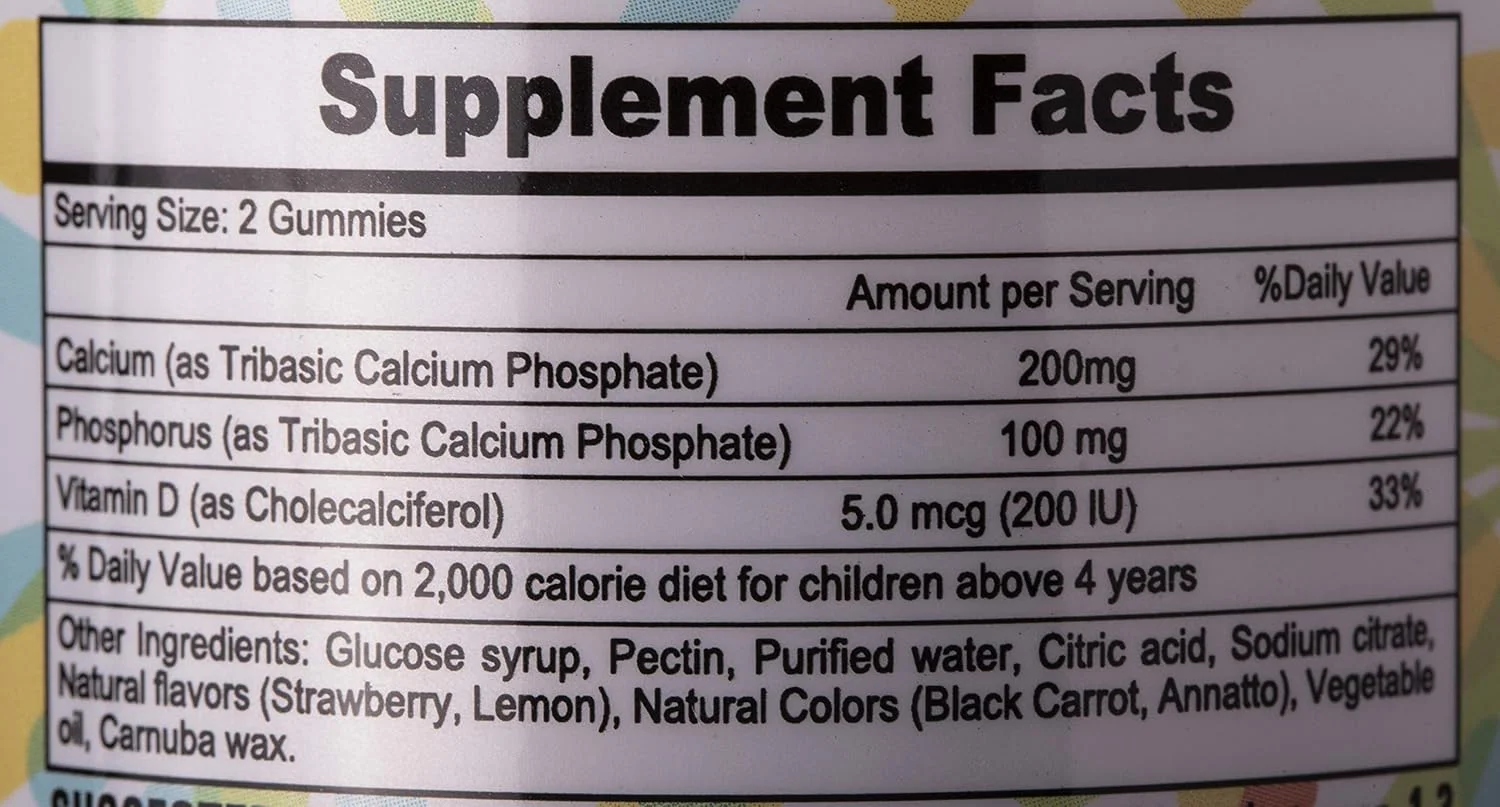 Supplement Facts
Serving Size: 2 Gummies
Amount per Serving %Daily Value
Calcium (as Tribasic Calcium Phosphate) 200mg 29%
Phosphorus (as Tribasic Calcium Phosphate) 100 mg 22%
Vitamin D (as Cholecalciferol) 5.0 mcg (200 IU) 33%
% Daily Value based on 2,000 calorie diet for children above 4 years
Other Ingredients: Glucose syrup, Pectin, Purified water, Citric acid, Sodium citrate,
Natural flavors (Strawberry, Lemon), Natural Colors (Black Carrot, Annatto), Vegetable
oil, Carnuba wax.